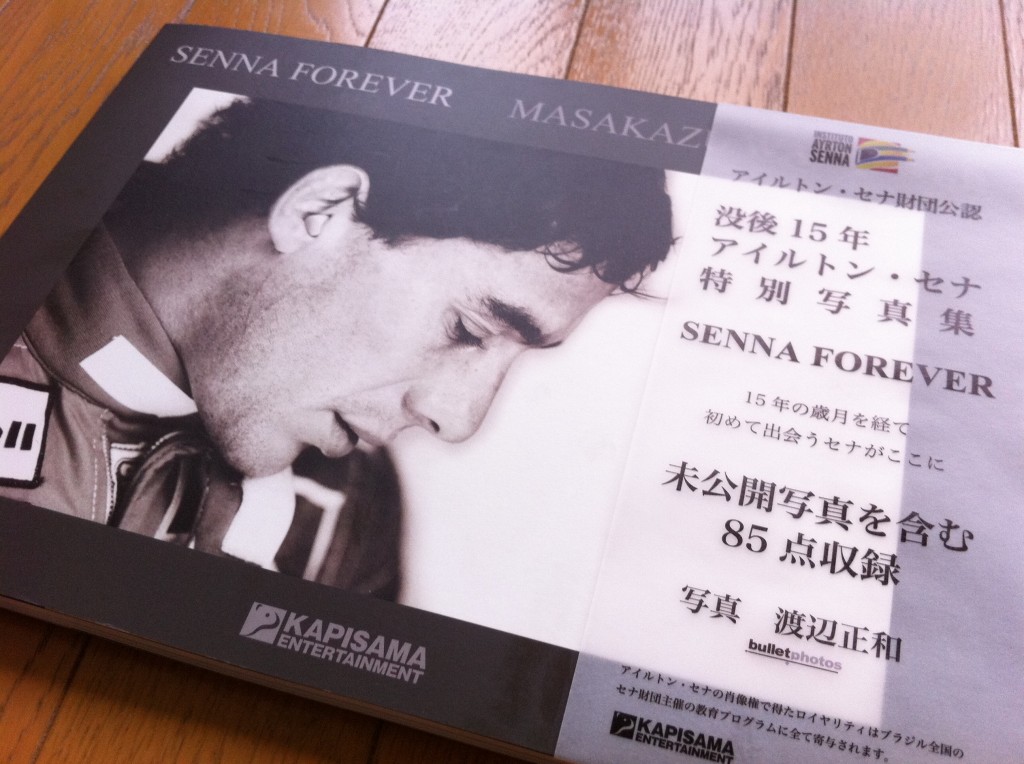 SENNA FOREVER MASAKAZ
KAPISAMA
ENTERTAINMENT
INSTITUTO
AYRTON
SENNA
アイルトン・セナ財団公認
没後 15 年
アイルトン・セナ
特別写真集
SENNA FOREVER
15 年の歳月を経て
初めて出会うセナがここに
未公開写真を含む
85 点収録
写真 渡辺正和
bulletphotos
アイルトン・セナの肖像権で得たロイヤリティはブラジル全国の
セナ財団主催の教育プログラムに全て寄与されます。
KAPISAMA
ENTERTAINMENT